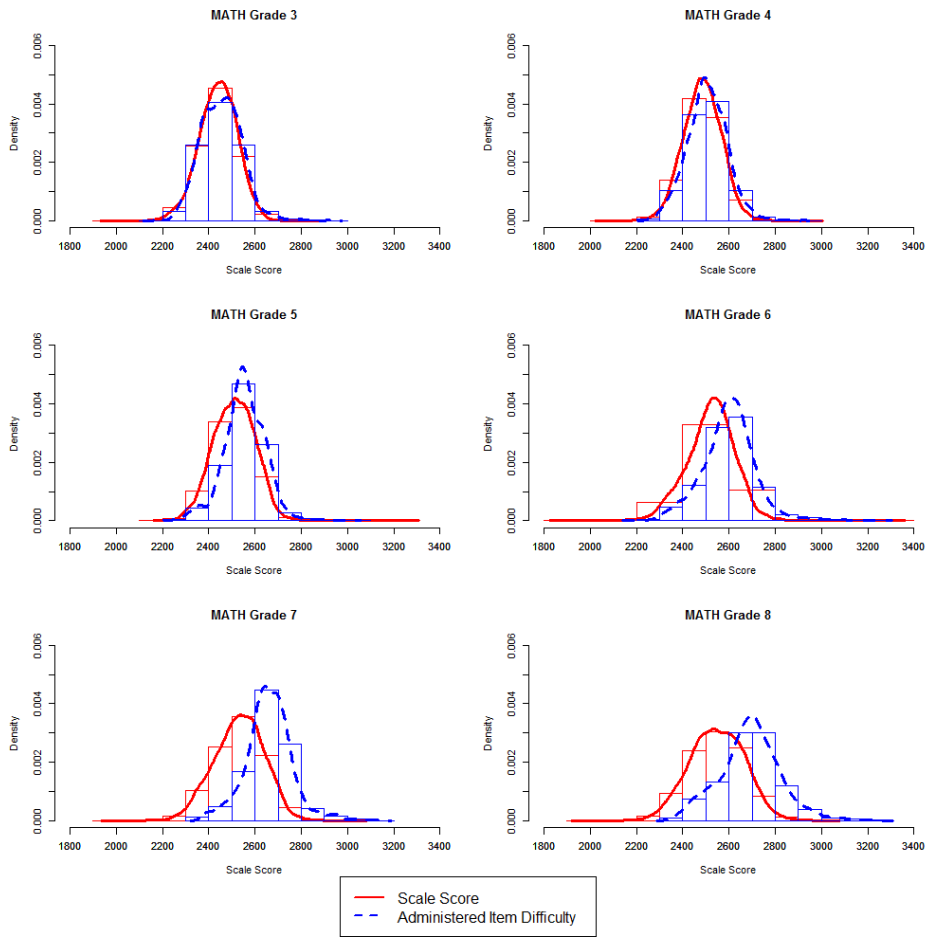 MATH Grade 3
MATH Grade 4
0.006
0.004
0.002
0.000
Density
1800 2000 2200 2400 2600 2800 3000 3200 3400
Scale Score
0.006
0.004
0.002
0.000
Density
1800 2000 2200 2400 2600 2800 3000 3200 3400
Scale Score
MATH Grade 5
MATH Grade 6
0.006
0.004
0.002
0.000
Density
1800 2000 2200 2400 2600 2800 3000 3200 3400
Scale Score
0.006
0.004
0.002
0.000
Density
1800 2000 2200 2400 2600 2800 3000 3200 3400
Scale Score
MATH Grade 7
MATH Grade 8
0.006
0.004
0.002
0.000
Density
1800 2000 2200 2400 2600 2800 3000 3200 3400
Scale Score
0.006
0.004
0.002
0.000
Density
1800 2000 2200 2400 2600 2800 3000 3200 3400
Scale Score
Scale Score
Administered Item Difficulty